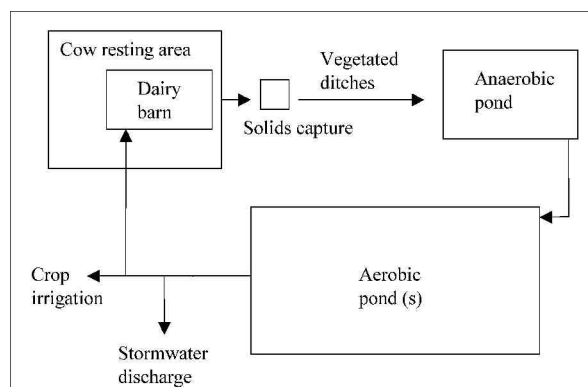 Cow resting area
Dairy
barn
Solids capture
Vegetated
ditches
Anaerobic
pond
Aerobic
pond (s)
Crop
irrigation
Stormwater
discharge